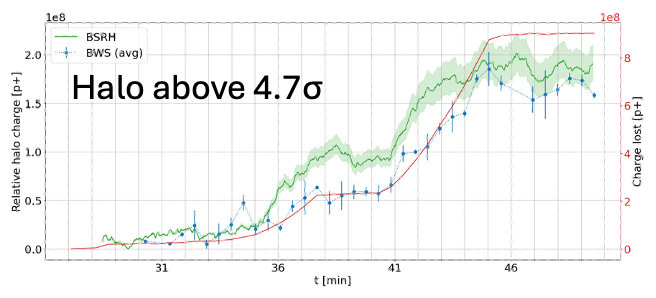 1e8
1e8
BSRH
BWS (avg)
Halo above 4.7σ
Relative halo charge [p+]
2.0
1.5
1.0
0.5
0.0
Charge lost [p+]
8
6
4
2
0
31
36
41
46
t [min]